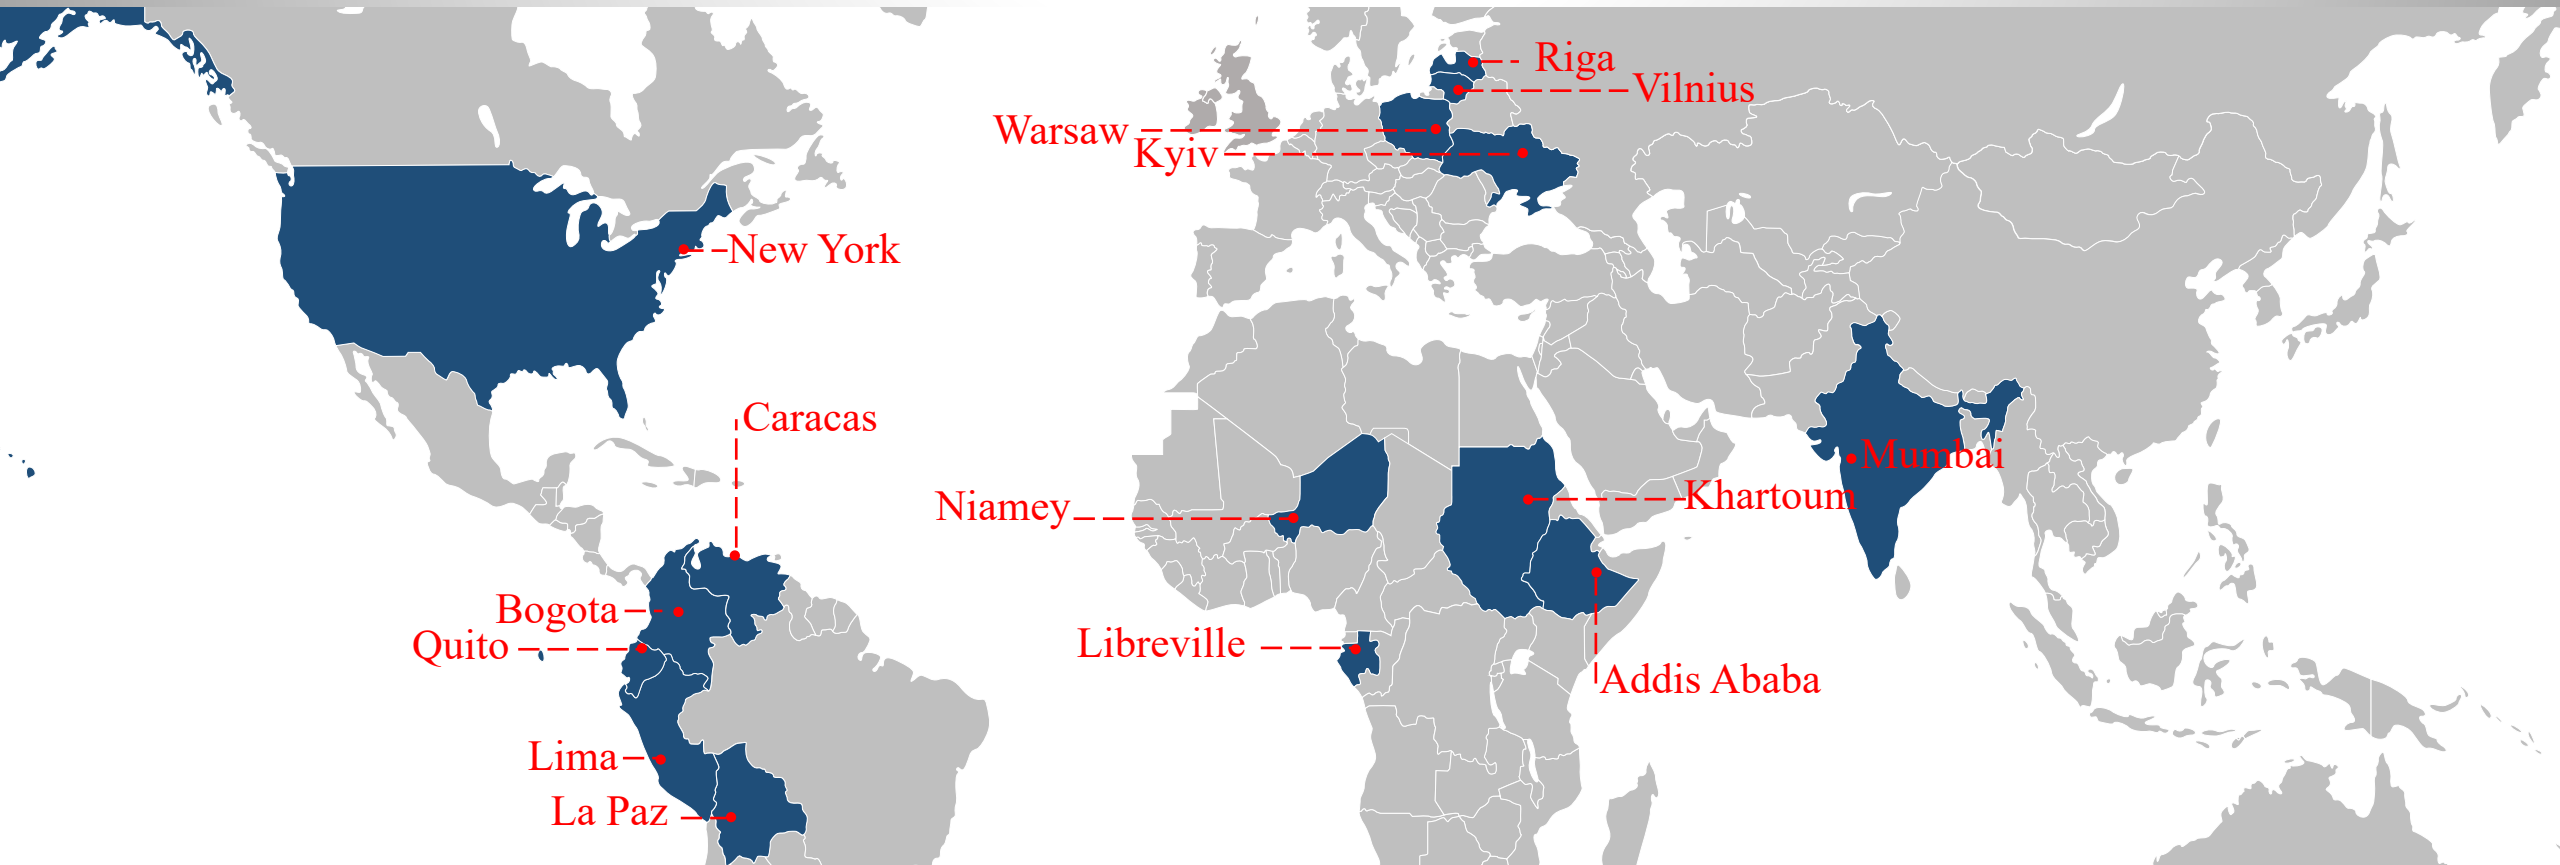 Riga
Vilnius
Warsaw
Kyiv
New York
Caracas
Mumbai
Khartoum
Niamey
Bogota
Quito
Libreville
Addis Ababa
Lima
La Paz